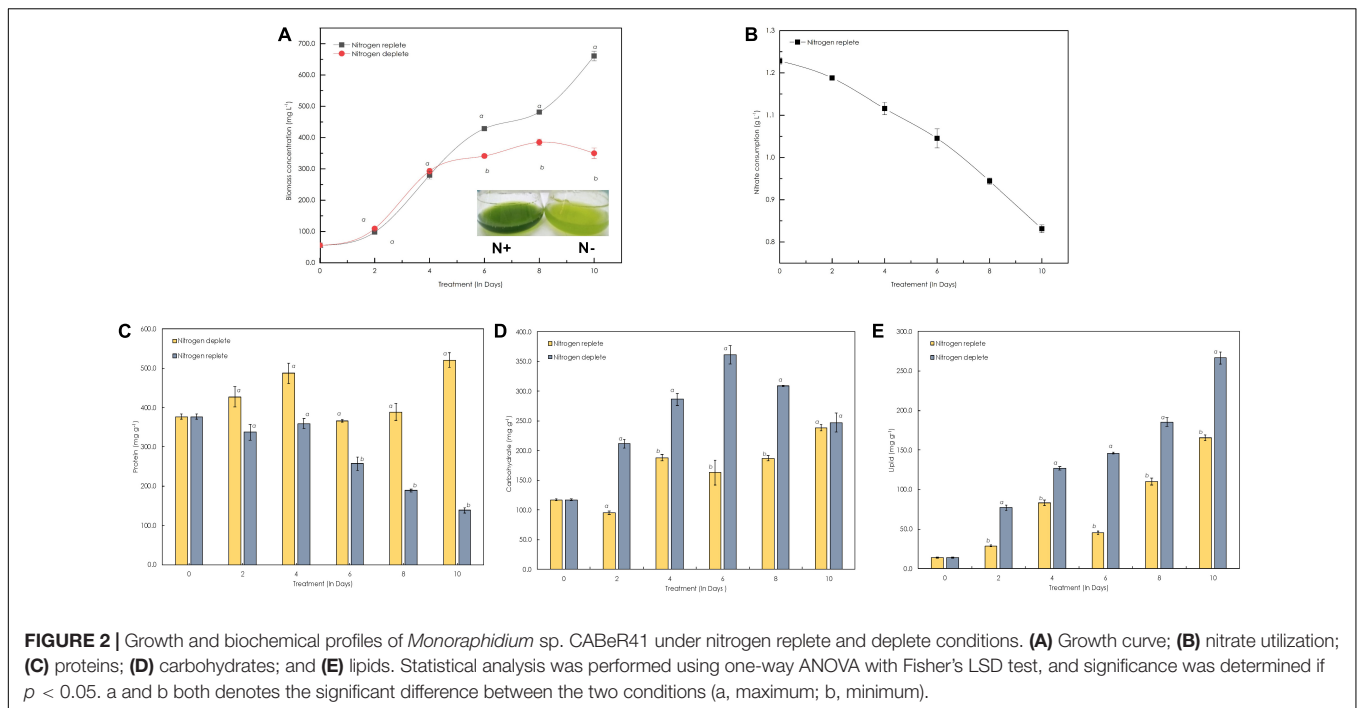 A
Nitrogen replete
Nitrogen deplete
Biomass concentration (mg L-1)
700.0
600.0
500.0
400.0
300.0
200.0
100.0
0.0
a
a
a
a
a
a
b
b
b
N+ N-
0 2 4 6 8 10
Treatment (In Days)
B
Nitrogen replete
Nitrate consumption (g L-1)
1.3
1.2
1.1
1.0
0.9
0.8
0 2 4 6 8 10
Treatement (In Days)
C
Nitrogen deplete
Nitrogen replete
Protein (mg g-1)
600.0
500.0
400.0
300.0
200.0
100.0
0.0
a a a a a a b a b a b
0 2 4 6 8 10
Treatment (In Days)
D
Nitrogen replete
Nitrogen deplete
Carbohydrate (mg g-1)
400.0
350.0
300.0
250.0
200.0
150.0
100.0
50.0
0.0
a a b a b a b a a a
0 2 4 6 8 10
Treatment (In Days)
E
Nitrogen replete
Nitrogen deplete
Lipid (mg g-1)
300.0
250.0
200.0
150.0
100.0
50.0
0.0
b a b a b a b a b a
0 2 4 6 8 10
Treatment (In Days)
FIGURE 2 | Growth and biochemical profiles of Monoraphidium sp. CABeR41 under nitrogen replete and deplete conditions. (A) Growth curve; (B) nitrate utilization;
(C) proteins; (D) carbohydrates; and (E) lipids. Statistical analysis was performed using one-way ANOVA with Fisher's LSD test, and significance was determined if
p < 0.05. a and b both denotes the significant difference between the two conditions (a, maximum; b, minimum).